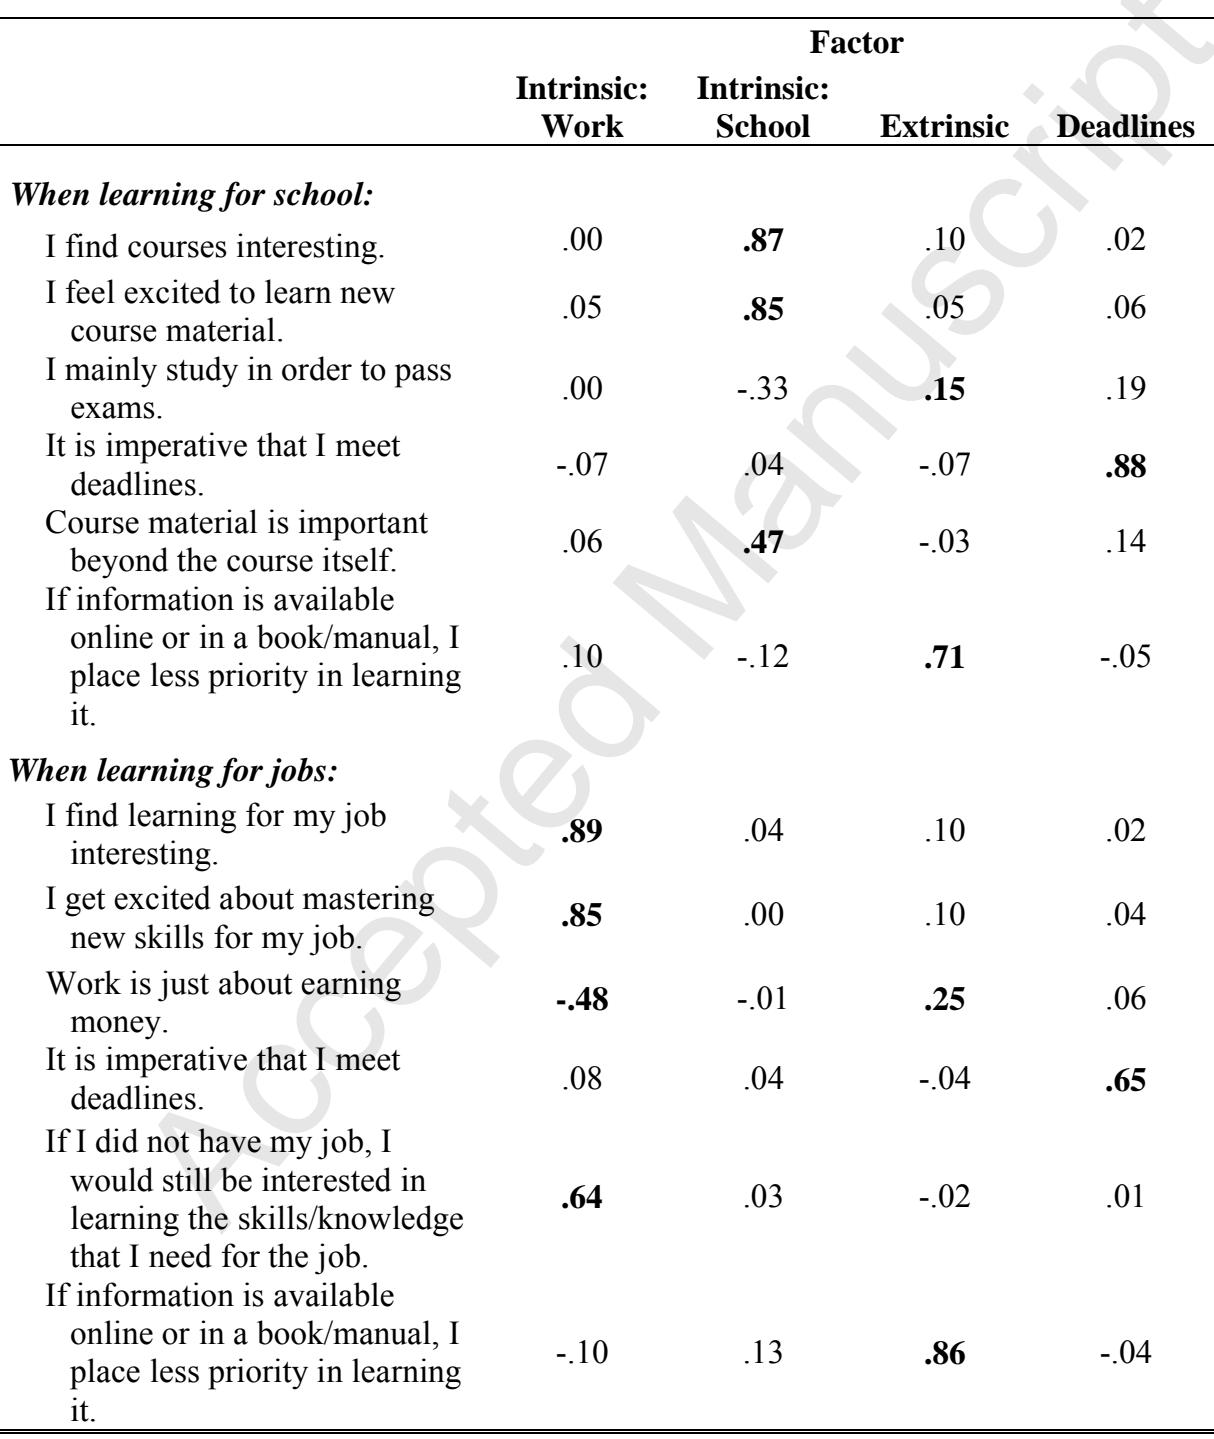 Factor
Intrinsic: Intrinsic:
Work School Extrinsic Deadlines
When learning for school:
I find courses interesting. .00 .87 .10 .02
I feel excited to learn new
course material. .05 .85 .05 .06
I mainly study in order to pass
exams. .00 -.33 .15 .19
It is imperative that I meet
deadlines. -.07 .04 -.07 .88
Course material is important
beyond the course itself. .06 .47 -.03 .14
If information is available
online or in a book/manual, I
place less priority in learning .10 -.12 .71 -.05
it.
When learning for jobs:
I find learning for my job
interesting. .89 .04 .10 .02
I get excited about mastering
new skills for my job. .85 .00 .10 .04
Work is just about earning
money. -.48 -.01 .25 .06
It is imperative that I meet
deadlines. .08 .04 -.04 .65
If I did not have my job, I
would still be interested in
learning the skills/knowledge .64 .03 -.02 .01
that I need for the job.
If information is available
online or in a book/manual, I
place less priority in learning -.10 .13 .86 -.04
it.
Accepted Manuscript